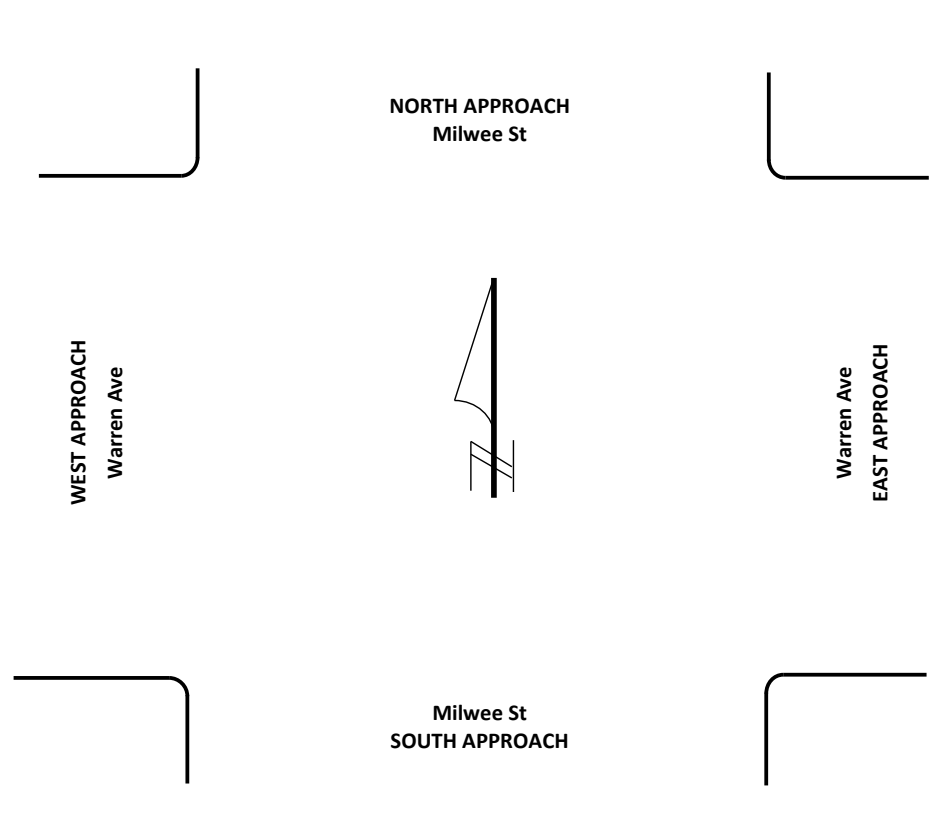 NORTH APPROACH
Milwee St
WEST APPROACH
Warren Ave
Warren Ave
EAST APPROACH
N
Milwee St
SOUTH APPROACH